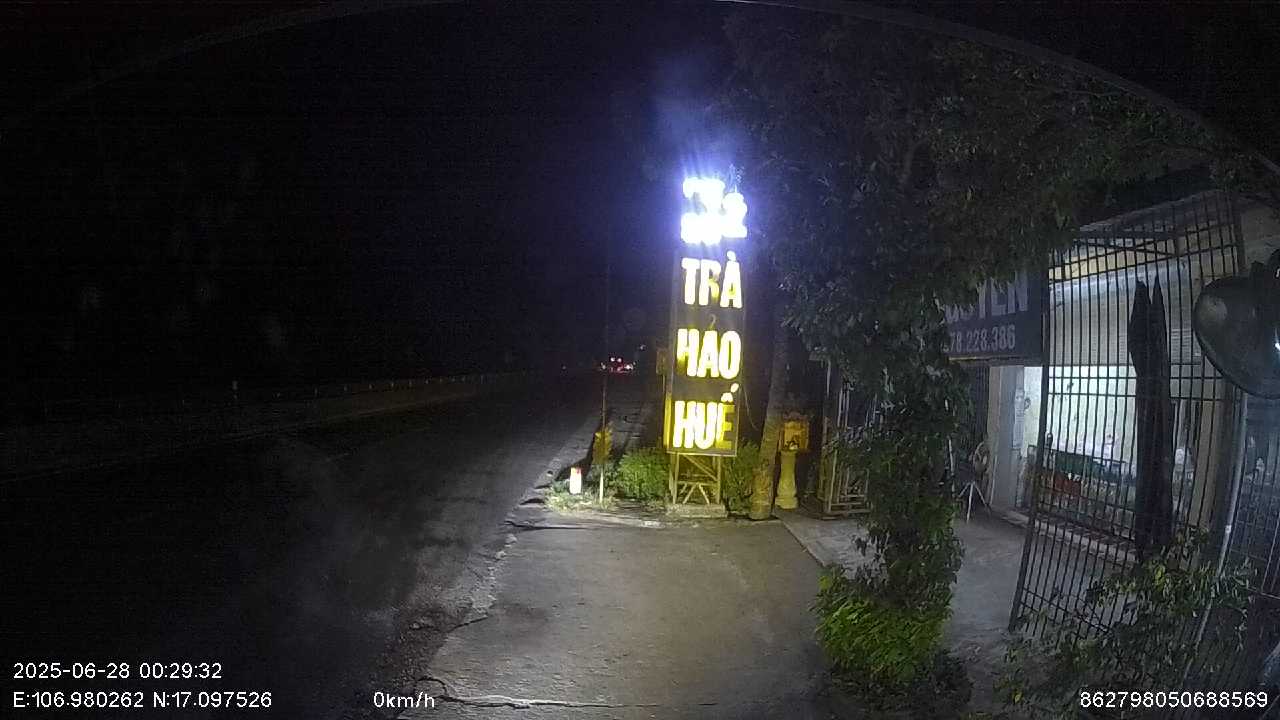 TRÀ
HẢO
HUẾ
78.228.386
2025-06-28 00:29:32
E:106.980262 N:17.097526
0km/h
862798050688569